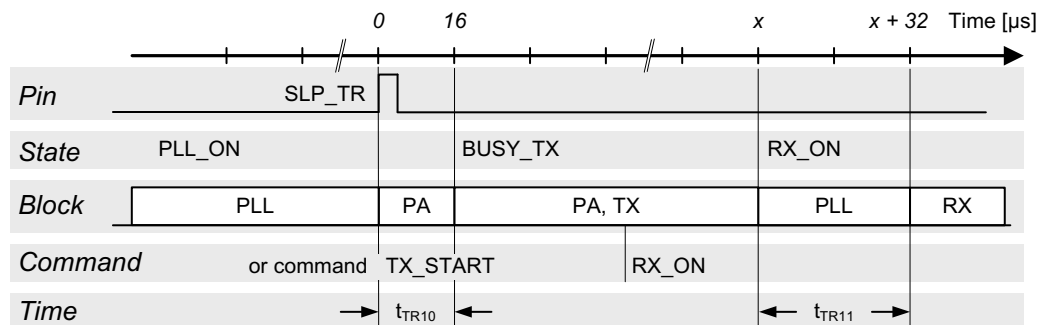 0 16 x x + 32 Time [µs]
Pin SLP_TR
State PLL_ON BUSY_TX RX_ON
Block PLL PA PA, TX PLL RX
Command or command TX_START RX_ON
Time tTR10 tTR11